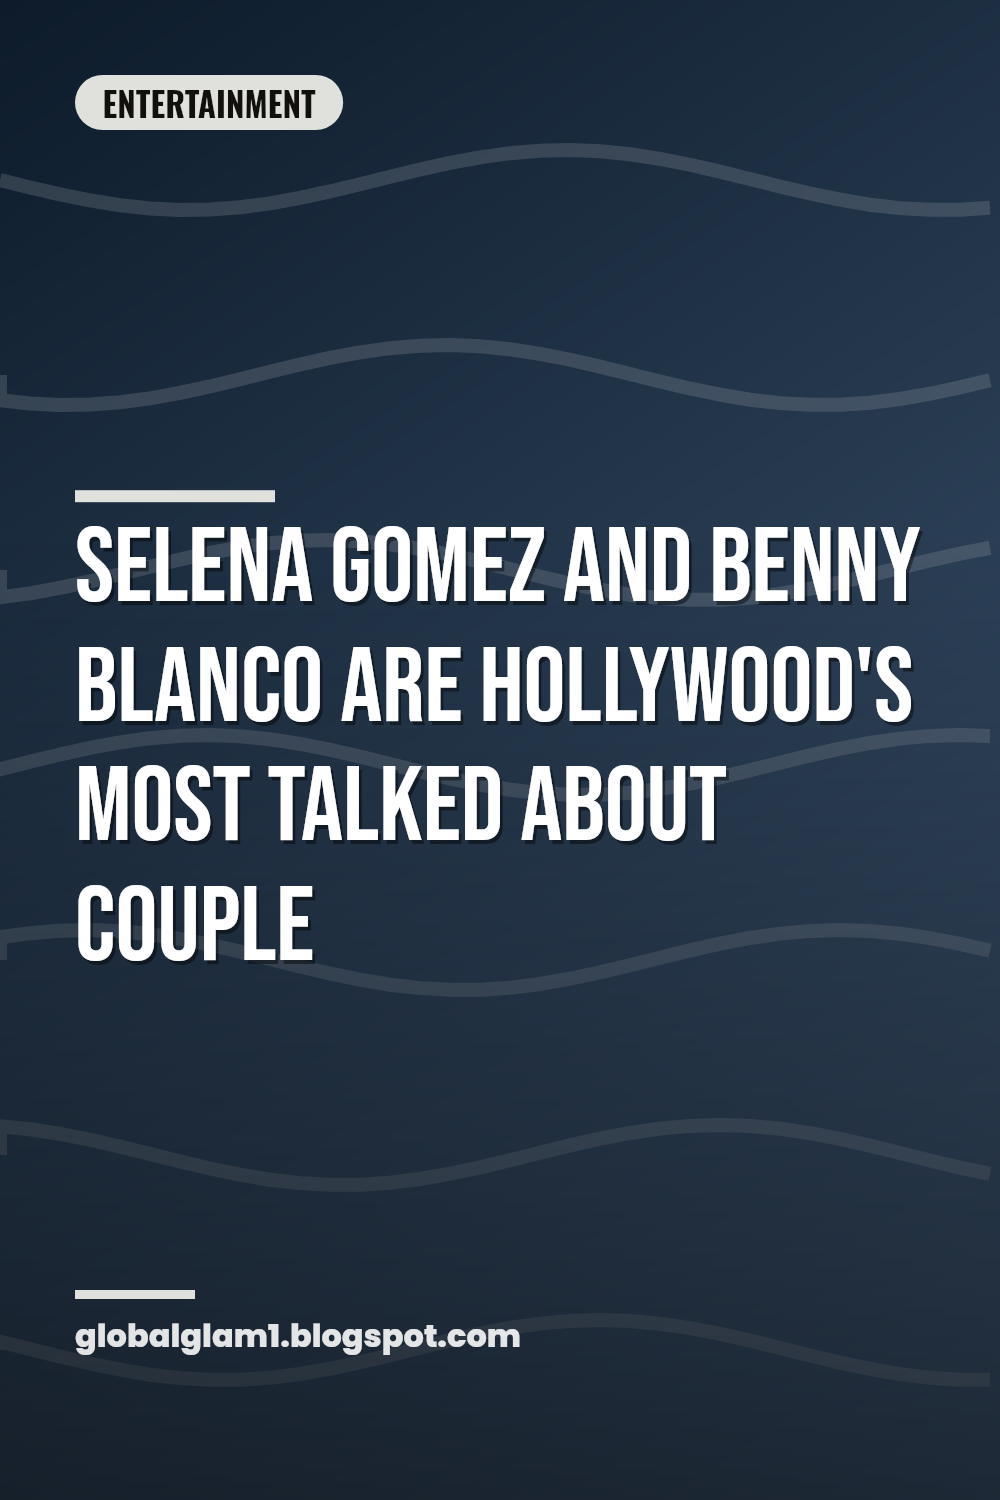 ENTERTAINMENT
SELENA GOMEZ AND BENNY
BLANCO ARE HOLLYWOOD'S
MOST TALKED ABOUT
COUPLE
globalglam1.blogspot.com